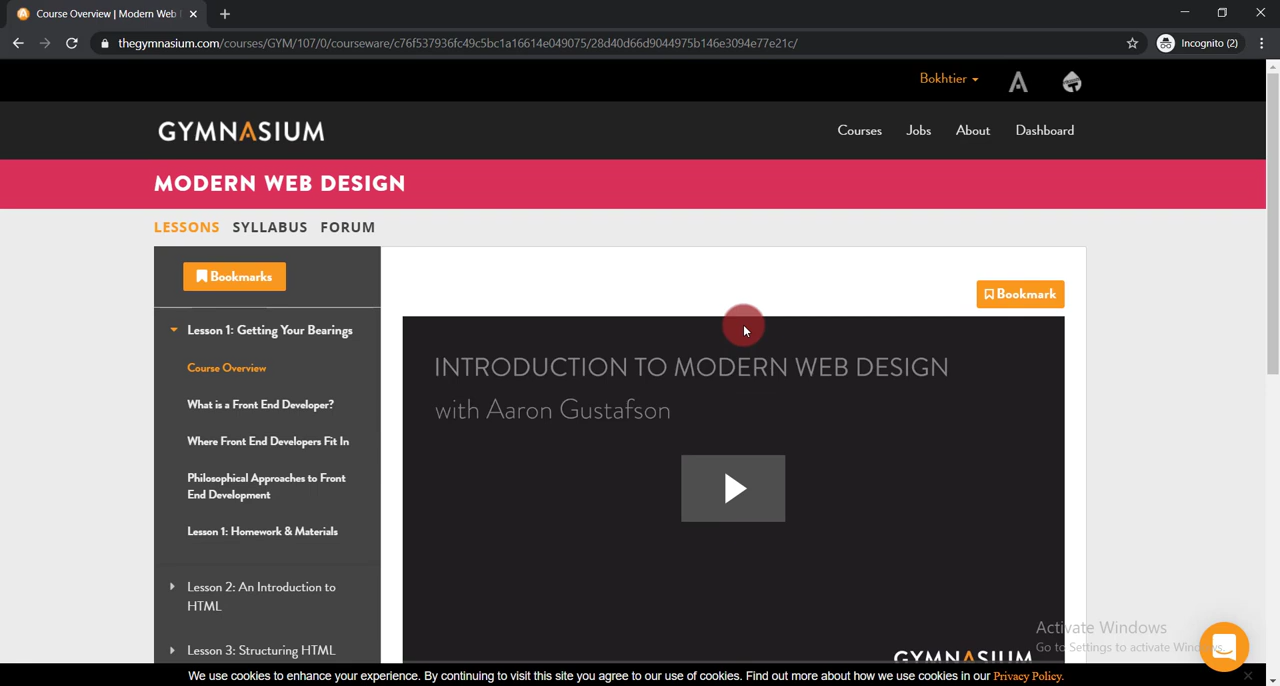 Course Overview | Modern Web
thegymnasium.com/courses/GYM/107/0/courseware/c76f537936fc49c5bc1a16614e049075/28d40d66d9044975b146e3094e77e21c/
Incognito (2)
Bokhtier
GYMNASIUM
Courses Jobs About Dashboard
MODERN WEB DESIGN
LESSONS SYLLABUS FORUM
Bookmarks
Bookmark
Lesson 1: Getting Your Bearings
Course Overview
What is a Front End Developer?
Where Front End Developers Fit In
Philosophical Approaches to Front
End Development
Lesson 1: Homework & Materials
Lesson 2: An Introduction to
HTML
Lesson 3: Structuring HTML
INTRODUCTION TO MODERN WEB DESIGN
with Aaron Gustafson
GYMNASIUM
Activate Windows
Go to Settings to activate Windows.
We use cookies to enhance your experience. By continuing to visit this site you agree to our use of cookies. Find out more about how we use cookies in our Privacy Policy.